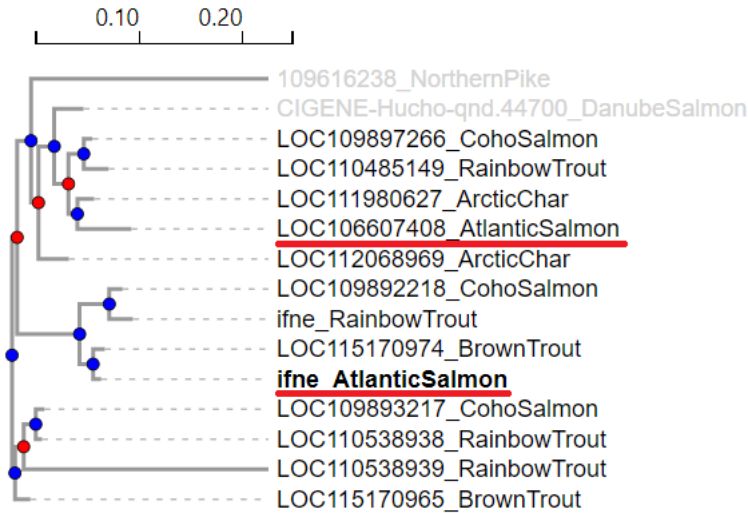 0.10 0.20
109616238_NorthernPike
CIGENE-Hucho-qnd.44700_DanubeSalmon
LOC109897266_CohoSalmon
LOC110485149_RainbowTrout
LOC111980627_ArcticChar
LOC106607408_AtlanticSalmon
LOC112068969_ArcticChar
LOC109892218_CohoSalmon
ifne_RainbowTrout
LOC115170974_BrownTrout
ifne_AtlanticSalmon
LOC109893217_CohoSalmon
LOC110538938_RainbowTrout
LOC110538939_RainbowTrout
LOC115170965_BrownTrout